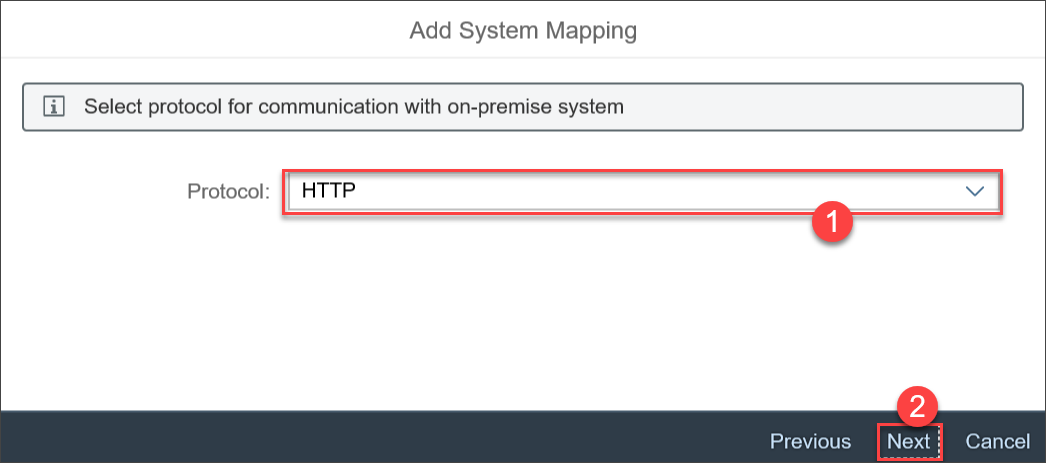 Add System Mapping
Select protocol for communication with on-premise system
Protocol: HTTP
1
2
Previous Next Cancel